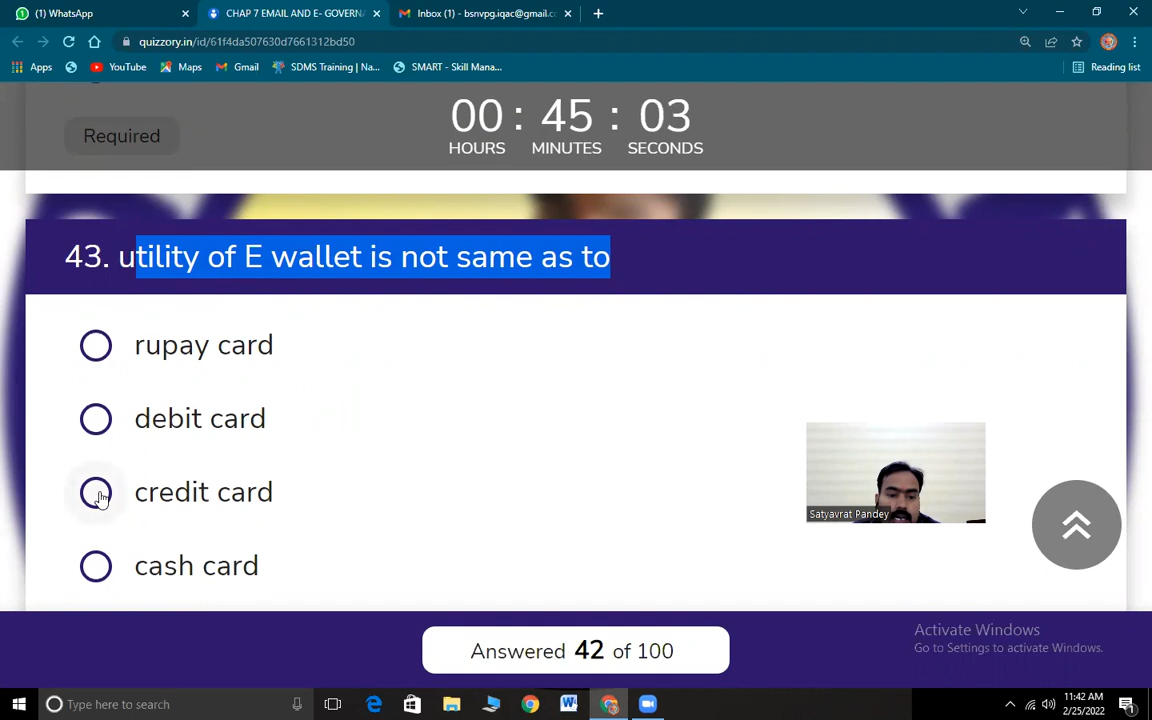 (1) WhatsApp
CHAP 7 EMAIL AND E- GOVERNA
Inbox (1) - bsnvpg.iqac@gmail.co
quizzory.in/id/61f4da507630d7661312bd50
Apps
YouTube
Maps
Gmail
SDMS Training | Na...
SMART - Skill Mana...
Reading list
Required
00 : 45 : 03
HOURS MINUTES SECONDS
43. utility of E wallet is not same as to
rupay card
debit card
credit card
cash card
Satyavrat Pandey
Answered 42 of 100
Activate Windows
Go to Settings to activate Windows.
Type here to search
11:42 AM
2/25/2022
1